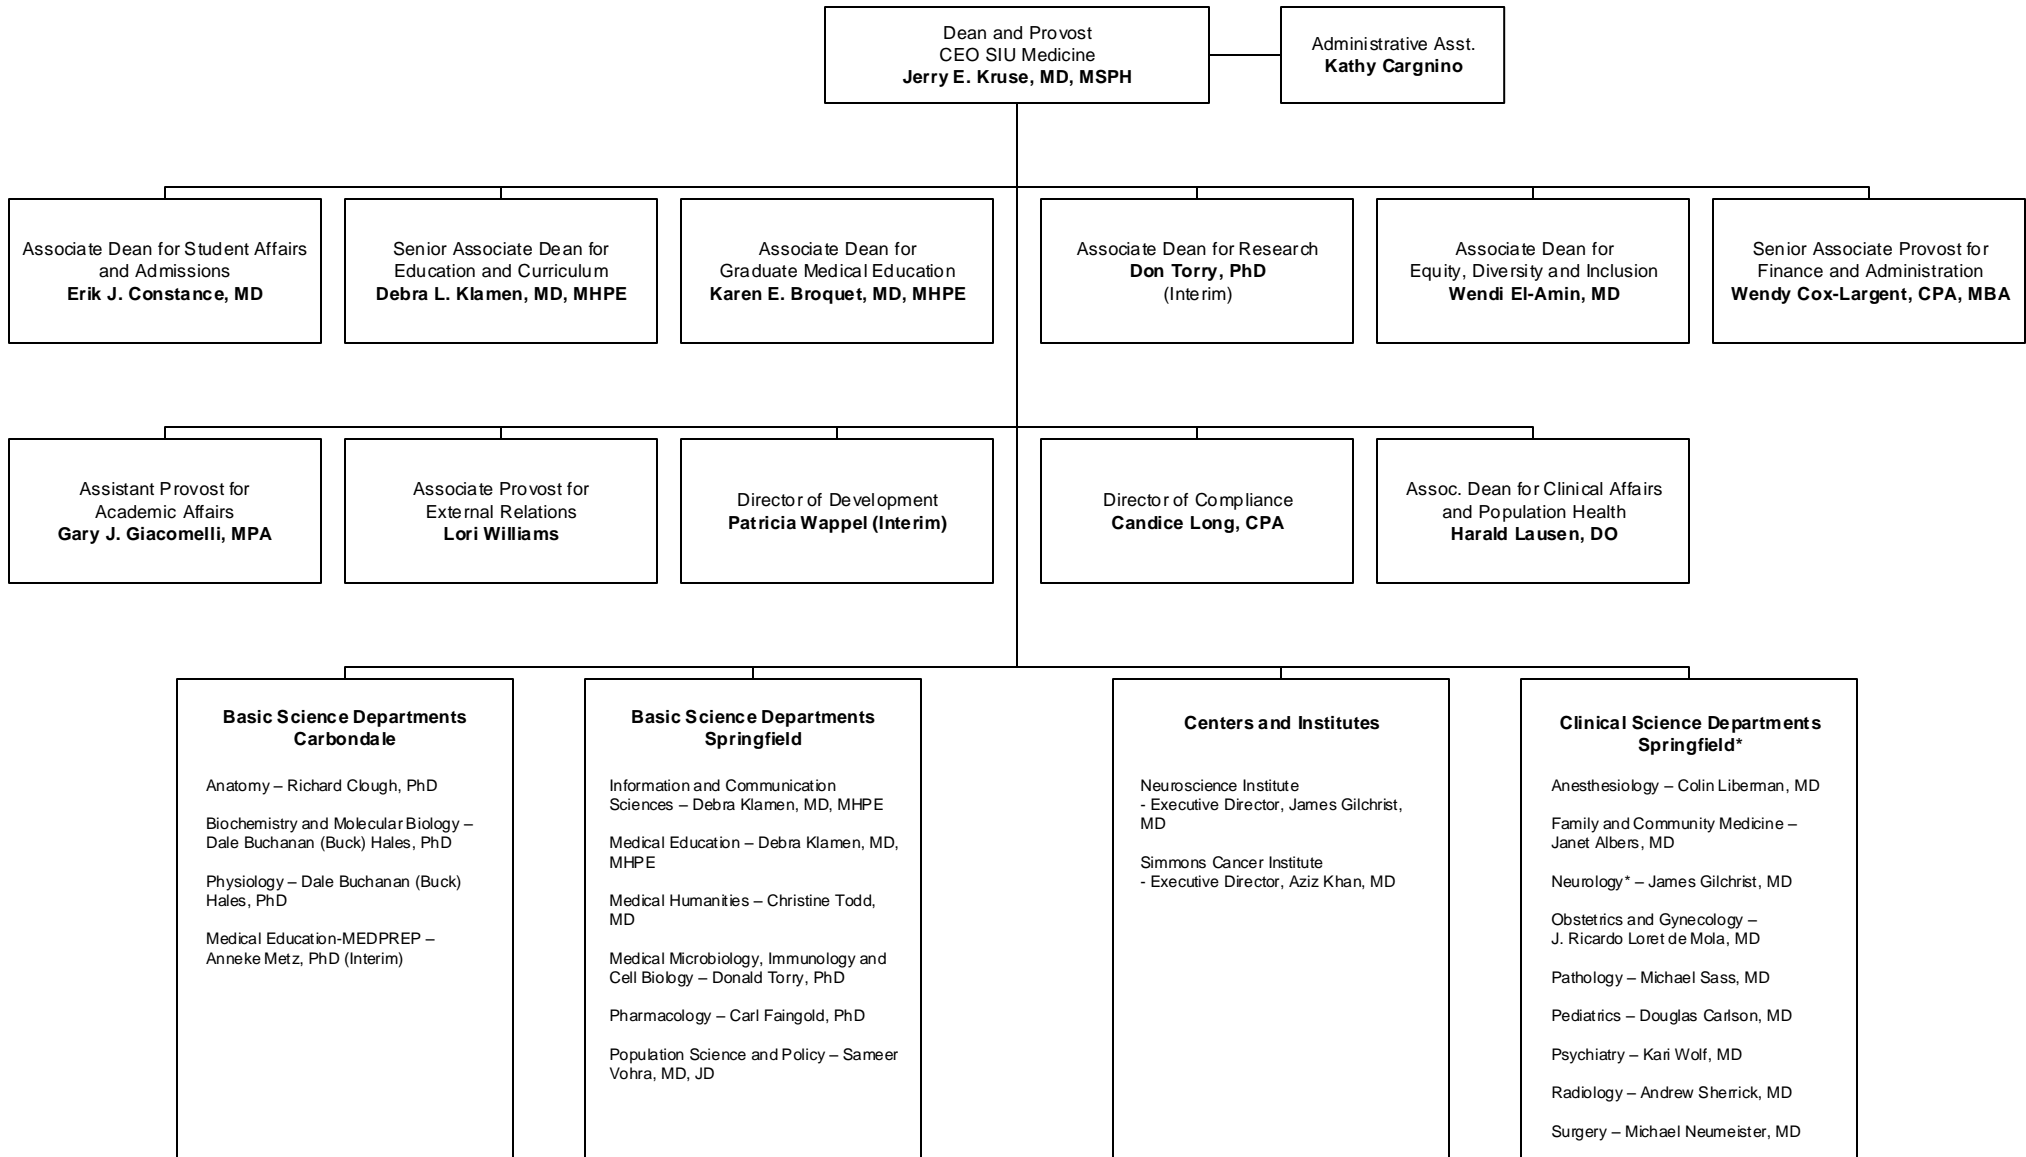 Dean and Provost
CEO SIU Medicine
Jerry E. Kruse, MD, MSPH
Administrative Asst.
Kathy Cargnino
Associate Dean for Student Affairs
and Admissions
Erik J. Constance, MD
Senior Associate Dean for
Education and Curriculum
Debra L. Klamen, MD, MHPE
Associate Dean for
Graduate Medical Education
Karen E. Broquet, MD, MHPE
Associate Dean for Research
Don Torry, PhD
(Interim)
Associate Dean for
Equity, Diversity and Inclusion
Wendi El-Amin, MD
Senior Associate Provost for
Finance and Administration
Wendy Cox-Largent, CPA, MBA
Assistant Provost for
Academic Affairs
Gary J. Giacomelli, MPA
Associate Provost for
External Relations
Lori Williams
Director of Development
Patricia Wappel (Interim)
Director of Compliance
Candice Long, CPA
Assoc. Dean for Clinical Affairs
and Population Health
Harald Lausen, DO
Basic Science Departments
Carbondale
Anatomy – Richard Clough, PhD
Biochemistry and Molecular Biology –
Dale Buchanan (Buck) Hales, PhD
Physiology – Dale Buchanan (Buck)
Hales, PhD
Medical Education-MEDPREP –
Anneke Metz, PhD (Interim)
Basic Science Departments
Springfield
Information and Communication
Sciences – Debra Klamen, MD, MHPE
Medical Education – Debra Klamen, MD,
MHPE
Medical Humanities – Christine Todd,
MD
Medical Microbiology, Immunology and
Cell Biology – Donald Torry, PhD
Pharmacology – Carl Faingold, PhD
Population Science and Policy – Sameer
Vohra, MD, JD
Centers and Institutes
Neuroscience Institute
- Executive Director, James Gilchrist,
MD
Simmons Cancer Institute
- Executive Director, Aziz Khan, MD
Clinical Science Departments
Springfield*
Anesthesiology – Colin Liberman, MD
Family and Community Medicine –
Janet Albers, MD
Neurology* – James Gilchrist, MD
Obstetrics and Gynecology –
J. Ricardo Loret de Mola, MD
Pathology – Michael Sass, MD
Pediatrics – Douglas Carlson, MD
Psychiatry – Kari Wolf, MD
Radiology – Andrew Sherrick, MD
Surgery – Michael Neumeister, MD